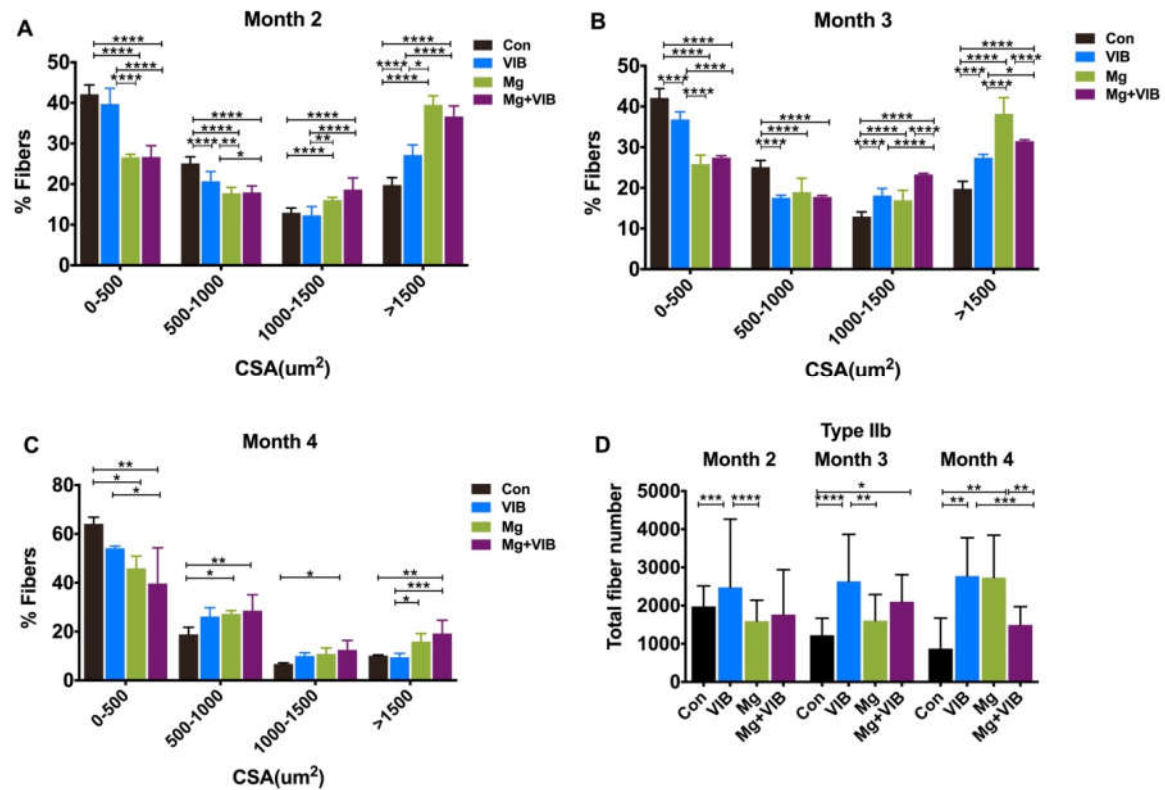 A
Month 2
Con
VIB
Mg
Mg+VIB
% Fibers
50
40
30
20
10
0
****
****
****
****
****
****
**** **
*
****
****
**
****
****
****
**** *
****
0-500
500-1000
1000-1500
>1500
CSA(um²)
B
Month 3
Con
VIB
Mg
Mg+VIB
% Fibers
50
40
30
20
10
0
****
****
**** ****
****
****
****
****
****
**** ****
**** ****
****
**** ****
**** *
****
0-500
500-1000
1000-1500
>1500
CSA(um²)
C
Month 4
Con
VIB
Mg
Mg+VIB
% Fibers
80
60
40
20
0
**
*
*
**
*
*
**
***
*
0-500
500-1000
1000-1500
>1500
CSA(um²)
D
Type IIb
Month 2 Month 3 Month 4
Total fiber number
5000
4000
3000
2000
1000
0
*** ****
*
**** **
** **
** ***
Con VIB Mg Mg+VIB Con VIB Mg Mg+VIB Con VIB Mg Mg+VIB